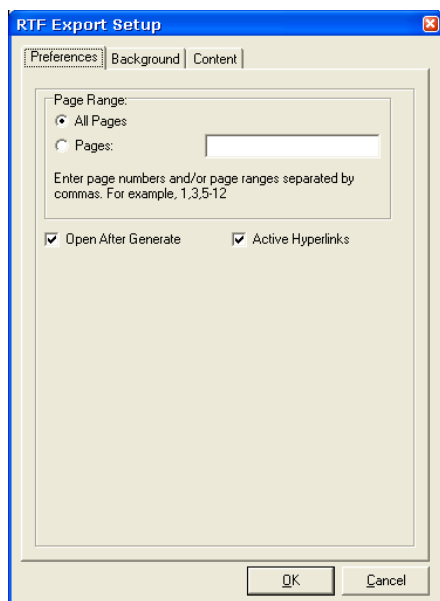 RTF Export Setup
Preferences Background Content
Page Range:
All Pages
Pages:
Enter page numbers and/or page ranges separated by
commas. For example, 1,3,5-12
Open After Generate Active Hyperlinks
OK Cancel